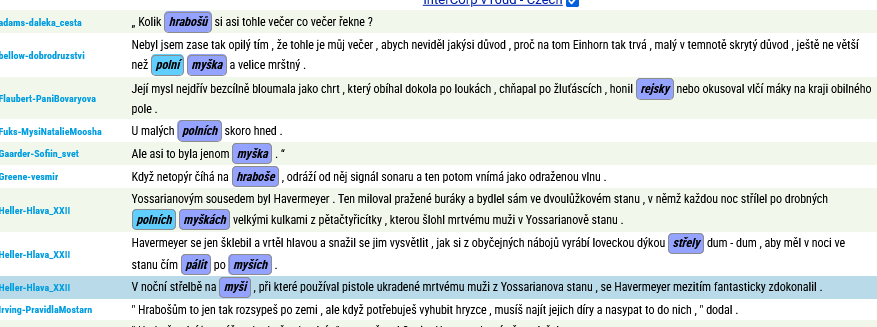 InterCorp v16ud - Czech
adams-daleka_cesta
„ Kolik hrabošů si asi tohle večer co večer řekne ?
bellow-dobrodruzstvi
Nebyl jsem zase tak opilý tím , že tohle je můj večer , abych neviděl jakýsi důvod , proč na tom Einhorn tak trvá , malý v temnotě skrytý důvod , ještě ne větší
než polní myška a velice mrštný .
Flaubert-PaniBovaryova
Její mysl nejdřív bezcílně bloumala jako chrt , který obíhal dokola po loukách , chňapal po žluťáscích , honil rejsky nebo okusoval vlčí máky na kraji obilného
pole .
Fuks-MysiNatalieMoosha
U malých polních skoro hned .
Gaarder-Sofiin_svet
Ale asi to byla jenom myška . “
Greene-vesmir
Když netopýr číhá na hraboše , odráží od něj signál sonaru a ten potom vnímá jako odraženou vlnu .
Heller-Hlava_XXII
Yossarianovým sousedem byl Havermeyer . Ten miloval pražené buráky a bydlel sám ve dvoulůžkovém stanu , v němž každou noc střílel po drobných
polních myškách velkými kulkami z pětačtyřicítky , kterou šlohl mrtvému muži v Yossarianově stanu .
Heller-Hlava_XXII
Havermeyer se jen šklebil a vrtěl hlavou a snažil se jim vysvětlit , jak si z obyčejných nábojů vyrábí loveckou dýkou střely dum - dum , aby měl v noci ve
stanu čím pálit po myších .
Heller-Hlava_XXII
V noční střelbě na myši , při které používal pistole ukradené mrtvému muži z Yossarianova stanu , se Havermeyer mezitím fantasticky zdokonalil .
Irving-PravidlaMostarn
" Hrabošům to jen tak rozsypeš po zemi , ale když potřebuješ vyhubit hryzce , musíš najít jejich díry a nasypat to do nich , " dodal .